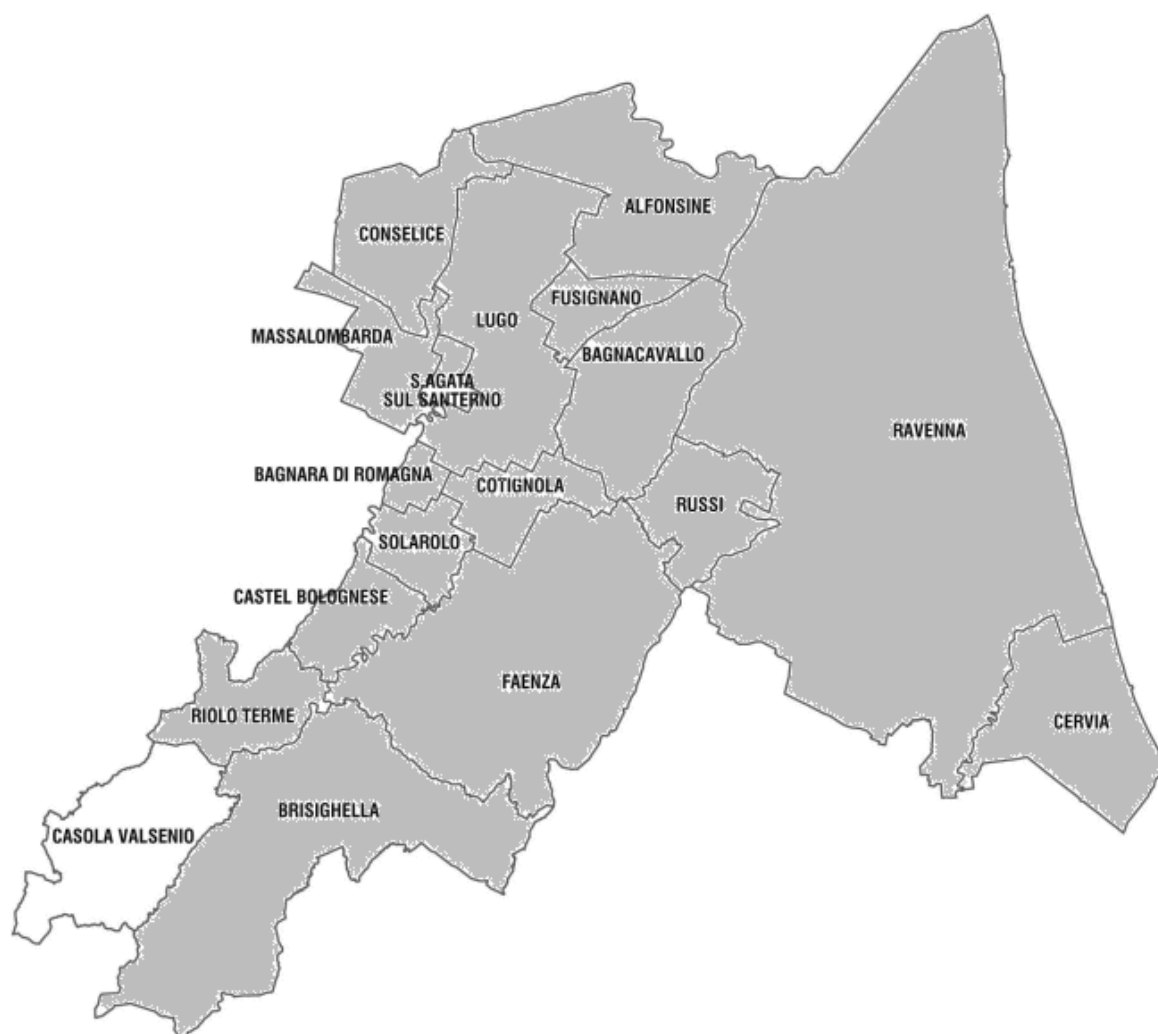 ALFONSINE
CONSELICE
FUSIGNANO
LUGO
MASSALOMBARDA
BAGNACAVALLO
S.AGATA
SUL SANTERNO
RAVENNA
BAGNARA DI ROMAGNA
COTIGNOLA
RUSSI
SOLAROLO
CASTEL BOLOGNESE
FAENZA
RIOLO TERME
CERVIA
BRISIGHELLA
CASOLA VALSENIO